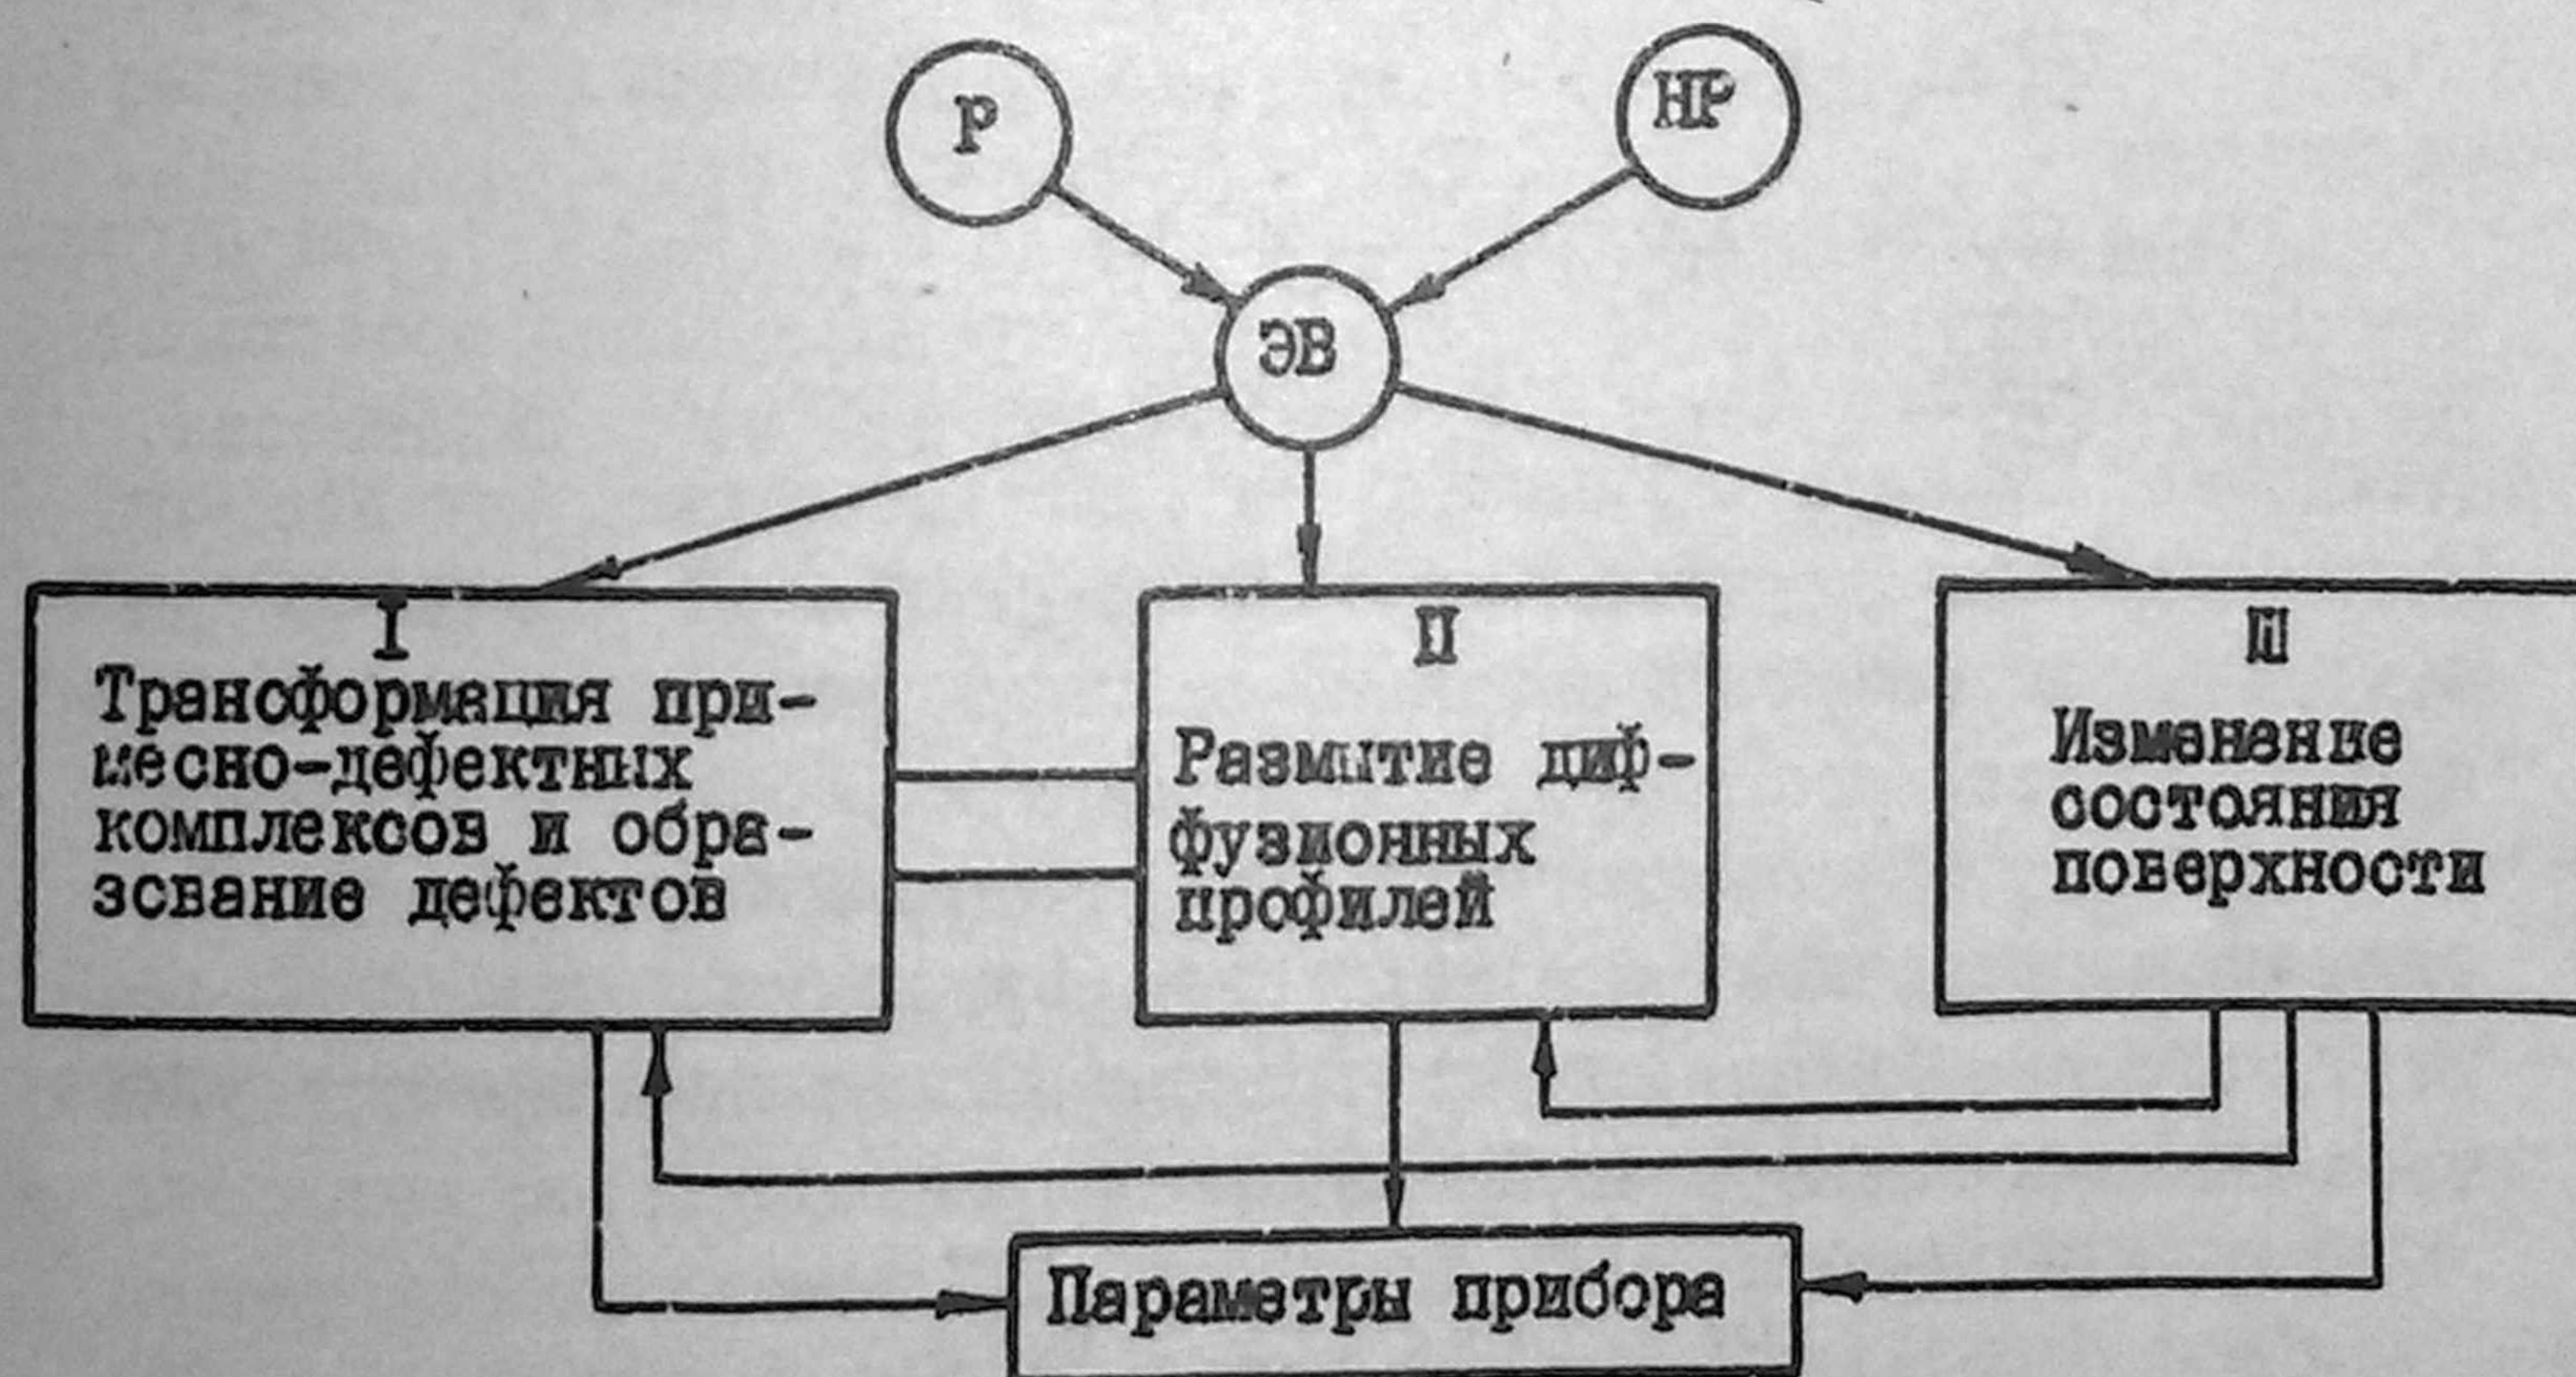 Р
НР
ЭВ
I
Трансформация при-
месно-дефектных
комплексов и обра-
зование дефектов
II
Размытие диф-
фузионных
профилей
III
Изменение
состояния
поверхности
Параметры прибора